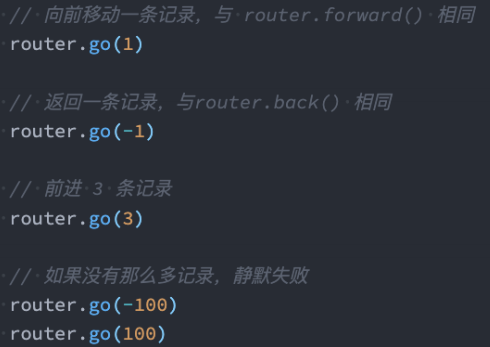 // 向前移动一条记录，与 router.forward() 相同
router.go(1)
// 返回一条记录，与router.back() 相同
router.go(-1)
// 前进 3 条记录
router.go(3)
// 如果没有那么多记录，静默失败
router.go(-100)
router.go(100)